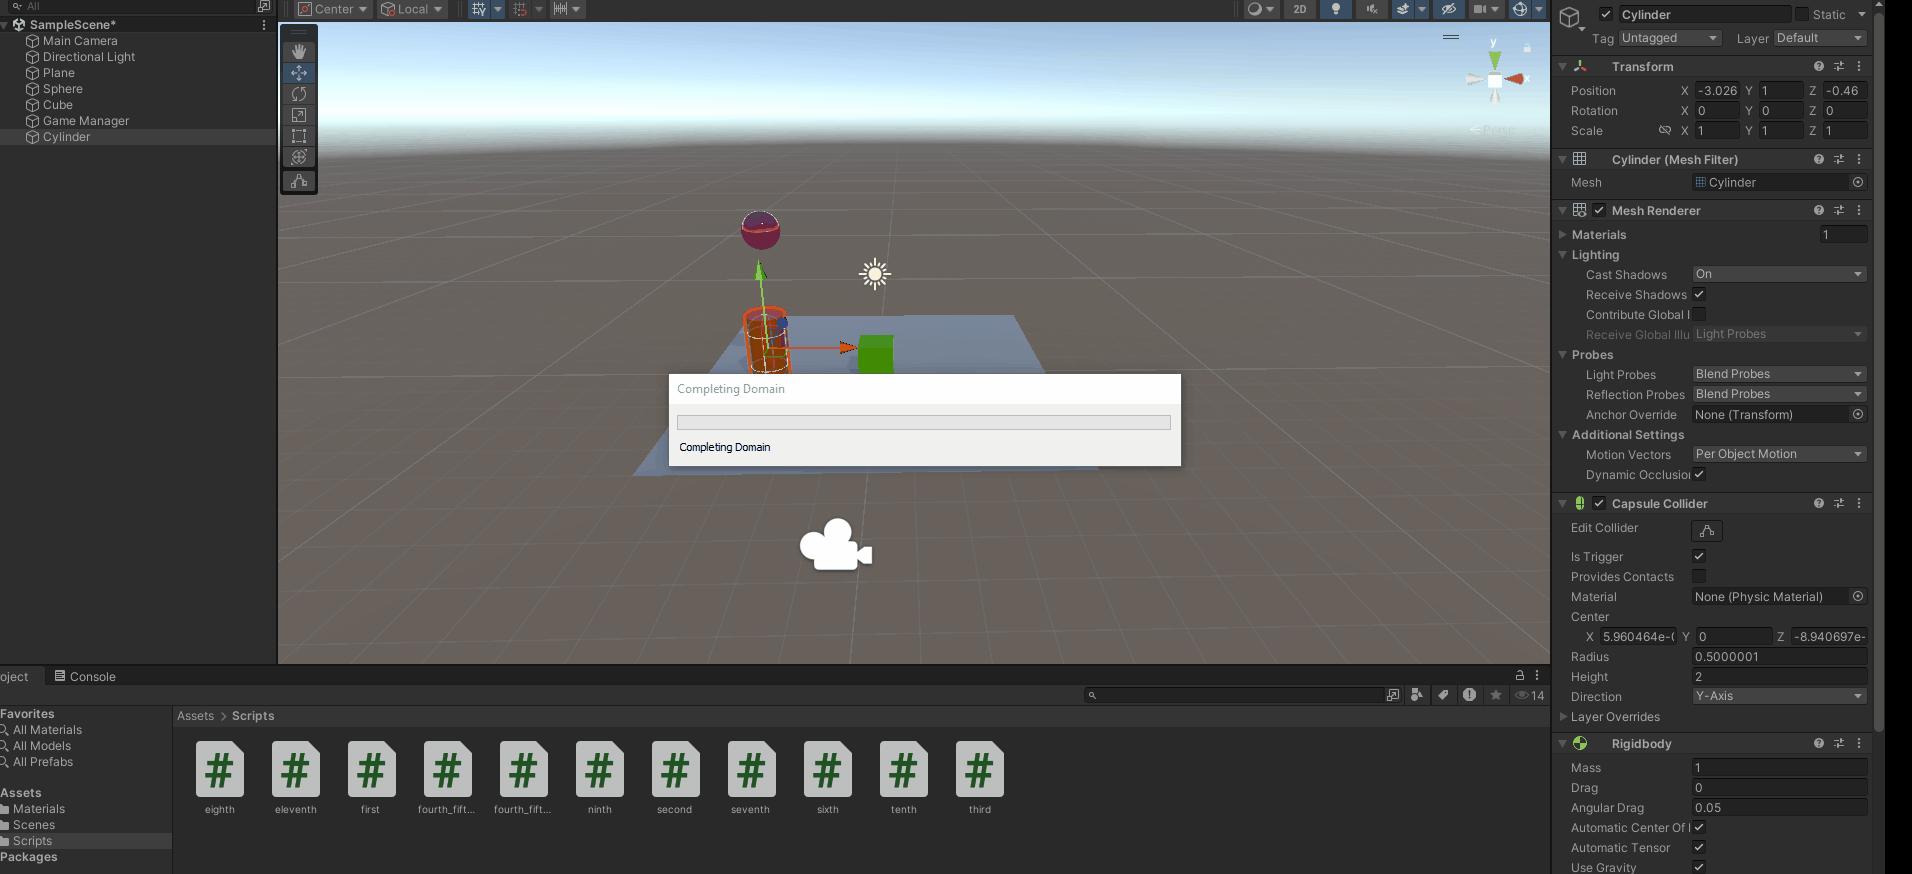 All
SampleScene*
Main Camera
Directional Light
Plane
Sphere
Cube
Game Manager
Cylinder
Center
Local
2D
y
x
Persp
Completing Domain
Completing Domain
Cylinder
Static
Tag Untagged Layer Default
Transform
Position X -3.026 Y 1 Z -0.46
Rotation X 0 Y 0 Z 0
Scale X 1 Y 1 Z 1
Cylinder (Mesh Filter)
Mesh Cylinder
Mesh Renderer
Materials 1
Lighting
Cast Shadows On
Receive Shadows
Contribute Global I
Receive Global Illu Light Probes
Probes
Light Probes Blend Probes
Reflection Probes Blend Probes
Anchor Override None (Transform)
Additional Settings
Motion Vectors Per Object Motion
Dynamic Occlusion
Capsule Collider
Edit Collider
Is Trigger
Provides Contacts
Material None (Physic Material)
Center
X 5.960464e-( Y 0 Z -8.940697e-
Radius 0.5000001
Height 2
Direction Y-Axis
Layer Overrides
Rigidbody
Mass 1
Drag 0
Angular Drag 0.05
Automatic Center Of I
Automatic Tensor
Use Gravity
oject
Console
14
Favorites
All Materials
All Models
All Prefabs
Assets
Materials
Scenes
Scripts
Packages
Assets > Scripts
eighth
eleventh
first
fourth_fift...
fourth_fift...
ninth
second
seventh
sixth
tenth
third